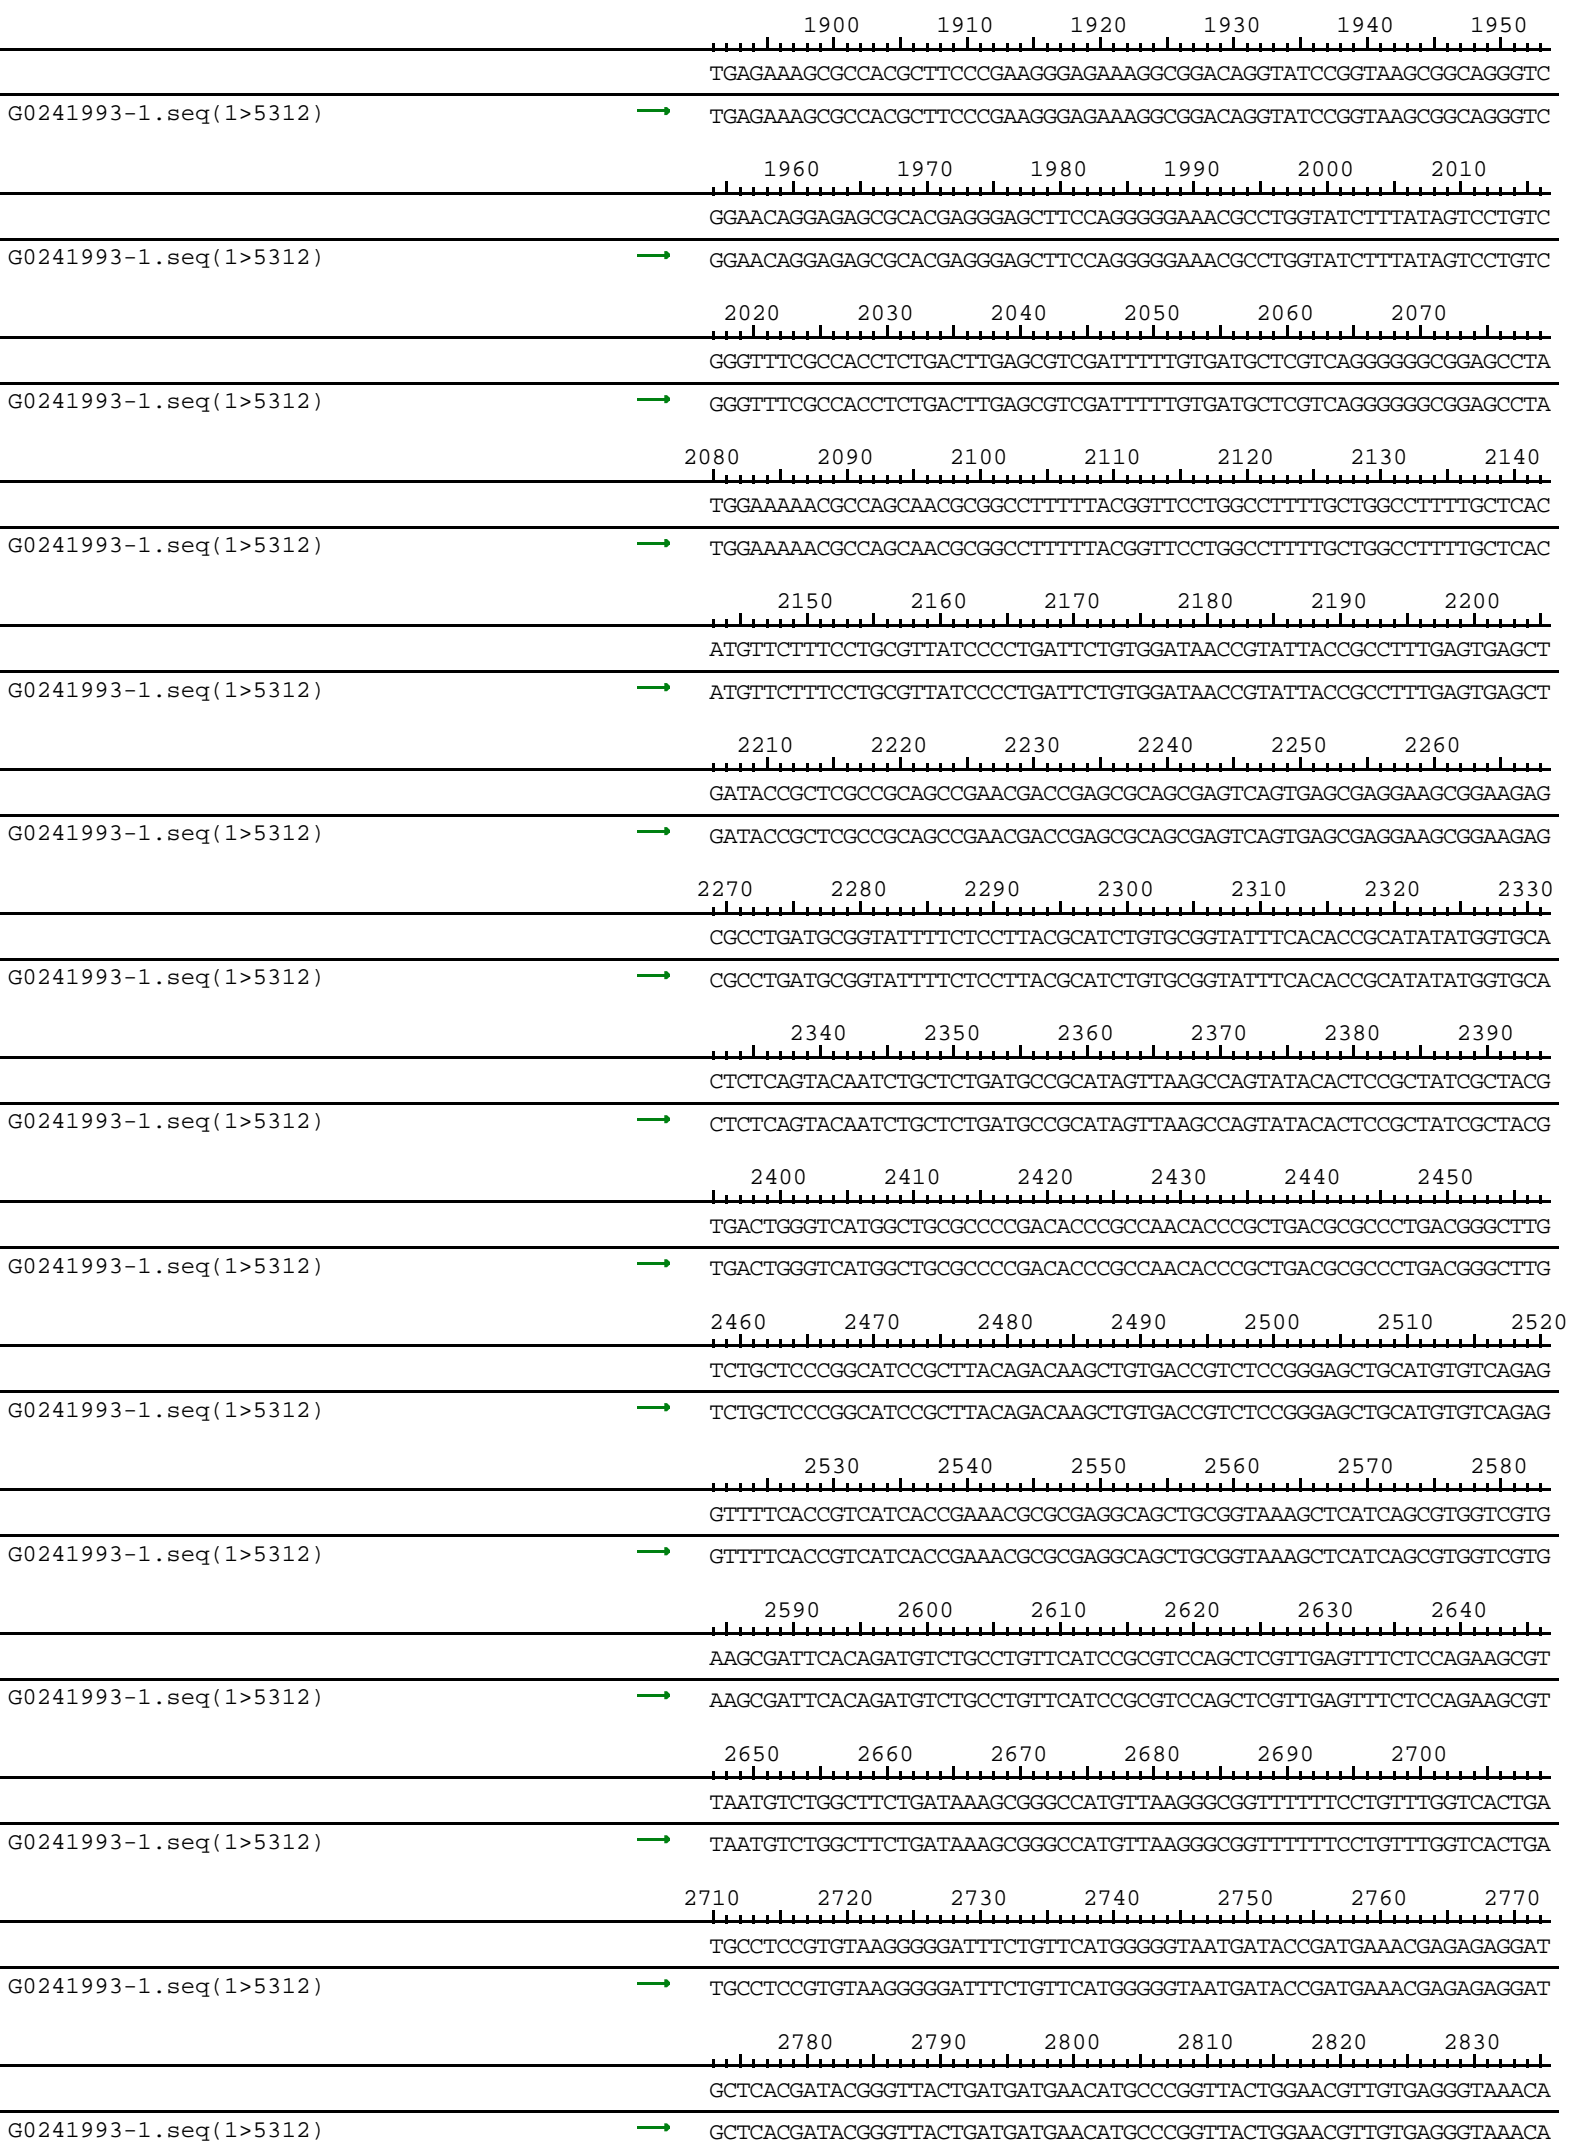 1900 1910 1920 1930 1940 1950
TGAGAAAGCGCCACGCTTCCCGAAGGGAGAAAGGCGGACAGGTATCCGGTAAGCGGCAGGGTC
G0241993-1.seq(1>5312) TGAGAAAGCGCCACGCTTCCCGAAGGGAGAAAGGCGGACAGGTATCCGGTAAGCGGCAGGGTC
1960 1970 1980 1990 2000 2010
GGAACAGGAGAGCGCACGAGGGAGCTTCCAGGGGGAAACGCCTGGTATCTTTATAGTCCTGTC
G0241993-1.seq(1>5312) GGAACAGGAGAGCGCACGAGGGAGCTTCCAGGGGGAAACGCCTGGTATCTTTATAGTCCTGTC
2020 2030 2040 2050 2060 2070
GGGTTTCGCCACCTCTGACTTGAGCGTCGATTTTTGTGATGCTCGTCAGGGGGGCGGAGCCTA
G0241993-1.seq(1>5312) GGGTTTCGCCACCTCTGACTTGAGCGTCGATTTTTGTGATGCTCGTCAGGGGGGCGGAGCCTA
2080 2090 2100 2110 2120 2130 2140
TGGAAAAACGCCAGCAACGCGGCCTTTTTACGGTTCCTGGCCTTTTGCTGGCCTTTTGCTCAC
G0241993-1.seq(1>5312) TGGAAAAACGCCAGCAACGCGGCCTTTTTACGGTTCCTGGCCTTTTGCTGGCCTTTTGCTCAC
2150 2160 2170 2180 2190 2200
ATGTTCTTTCCTGCGTTATCCCCTGATTCTGTGGATAACCGTATTACCGCCTTTGAGTGAGCT
G0241993-1.seq(1>5312) ATGTTCTTTCCTGCGTTATCCCCTGATTCTGTGGATAACCGTATTACCGCCTTTGAGTGAGCT
2210 2220 2230 2240 2250 2260
GATACCGCTCGCCGCAGCCGAACGACCGAGCGCAGCGAGTCAGTGAGCGAGGAAGCGGAAGAG
G0241993-1.seq(1>5312) GATACCGCTCGCCGCAGCCGAACGACCGAGCGCAGCGAGTCAGTGAGCGAGGAAGCGGAAGAG
2270 2280 2290 2300 2310 2320 2330
CGCCTGATGCGGTATTTTCTCCTTACGCATCTGTGCGGTATTTCACACCGCATATATGGTGCA
G0241993-1.seq(1>5312) CGCCTGATGCGGTATTTTCTCCTTACGCATCTGTGCGGTATTTCACACCGCATATATGGTGCA
2340 2350 2360 2370 2380 2390
CTCTCAGTACAATCTGCTCTGATGCCGCATAGTTAAGCCAGTATACACTCCGCTATCGCTACG
G0241993-1.seq(1>5312) CTCTCAGTACAATCTGCTCTGATGCCGCATAGTTAAGCCAGTATACACTCCGCTATCGCTACG
2400 2410 2420 2430 2440 2450
TGACTGGGTCATGGCTGCGCCCCGACACCCGCCAACACCCGCTGACGCGCCCTGACGGGCTTG
G0241993-1.seq(1>5312) TGACTGGGTCATGGCTGCGCCCCGACACCCGCCAACACCCGCTGACGCGCCCTGACGGGCTTG
2460 2470 2480 2490 2500 2510 2520
TCTGCTCCCGGCATCCGCTTACAGACAAGCTGTGACCGTCTCCGGGAGCTGCATGTGTCAGAG
G0241993-1.seq(1>5312) TCTGCTCCCGGCATCCGCTTACAGACAAGCTGTGACCGTCTCCGGGAGCTGCATGTGTCAGAG
2530 2540 2550 2560 2570 2580
GTTTTCACCGTCATCACCGAAACGCGCGAGGCAGCTGCGGTAAAGCTCATCAGCGTGGTCGTG
G0241993-1.seq(1>5312) GTTTTCACCGTCATCACCGAAACGCGCGAGGCAGCTGCGGTAAAGCTCATCAGCGTGGTCGTG
2590 2600 2610 2620 2630 2640
AAGCGATTCACAGATGTCTGCCTGTTCATCCGCGTCCAGCTCGTTGAGTTTCTCCAGAAGCGT
G0241993-1.seq(1>5312) AAGCGATTCACAGATGTCTGCCTGTTCATCCGCGTCCAGCTCGTTGAGTTTCTCCAGAAGCGT
2650 2660 2670 2680 2690 2700
TAATGTCTGGCTTCTGATAAAGCGGGCCATGTTAAGGGCGGTTTTTTCCTGTTTGGTCACTGA
G0241993-1.seq(1>5312) TAATGTCTGGCTTCTGATAAAGCGGGCCATGTTAAGGGCGGTTTTTTCCTGTTTGGTCACTGA
2710 2720 2730 2740 2750 2760 2770
TGCCTCCGTGTAAGGGGGATTTCTGTTCATGGGGGTAATGATACCGATGAAACGAGAGAGGAT
G0241993-1.seq(1>5312) TGCCTCCGTGTAAGGGGGATTTCTGTTCATGGGGGTAATGATACCGATGAAACGAGAGAGGAT
2780 2790 2800 2810 2820 2830
GCTCACGATACGGGTTACTGATGATGAACATGCCCGGTTACTGGAACGTTGTGAGGGTAAACA
G0241993-1.seq(1>5312) GCTCACGATACGGGTTACTGATGATGAACATGCCCGGTTACTGGAACGTTGTGAGGGTAAACA